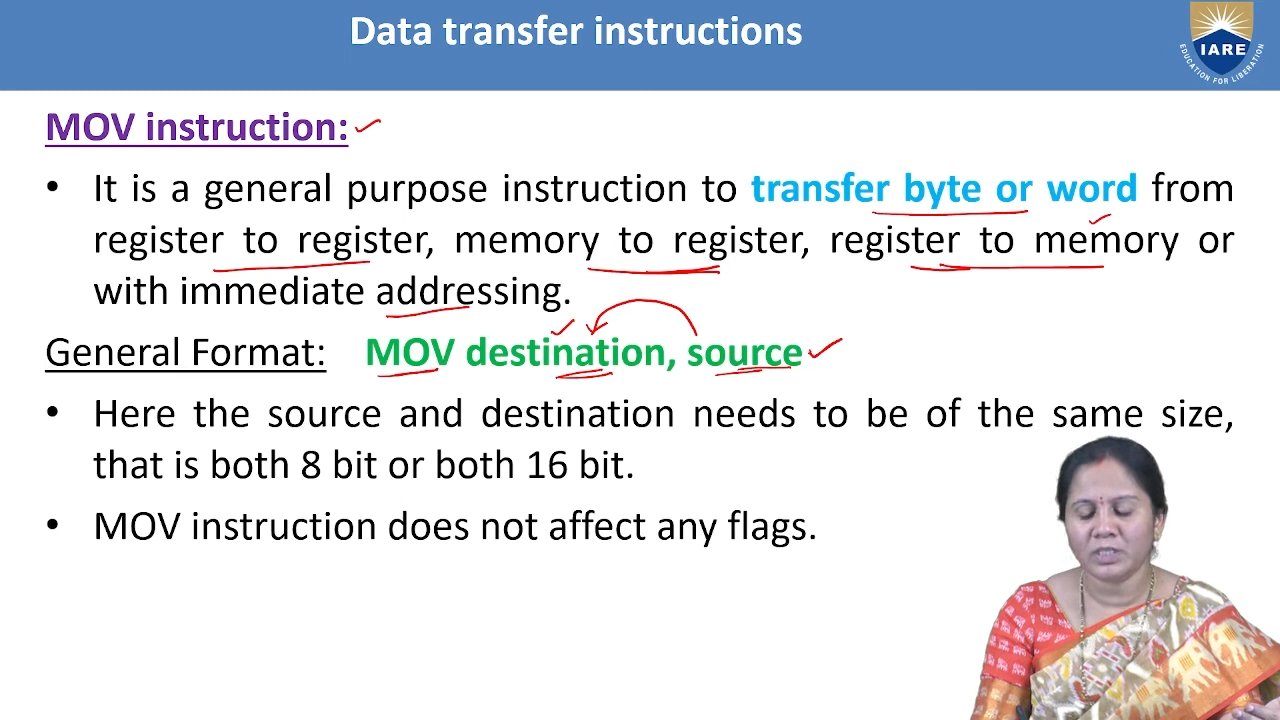 Data transfer instructions
IARE
EDUCATION FOR LIBERATION
MOV instruction:
• It is a general purpose instruction to transfer byte or word from
register to register, memory to register, register to memory or
with immediate addressing.
General Format: MOV destination, source
• Here the source and destination needs to be of the same size,
that is both 8 bit or both 16 bit.
• MOV instruction does not affect any flags.